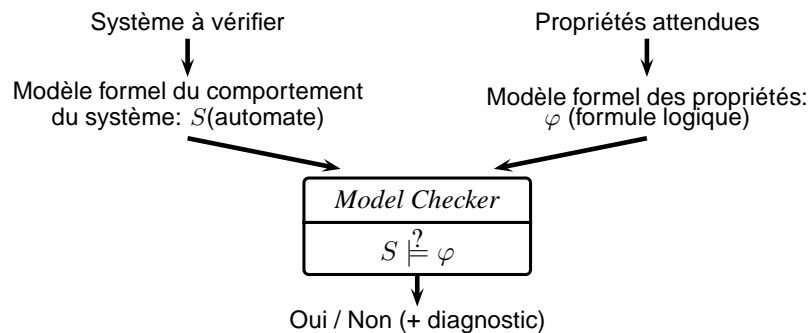 Système à vérifier
Propriétés attendues
Modèle formel du comportement
du système: S(automate)
Modèle formel des propriétés:
φ (formule logique)
Model Checker
S ⊨? φ
Oui / Non (+ diagnostic)